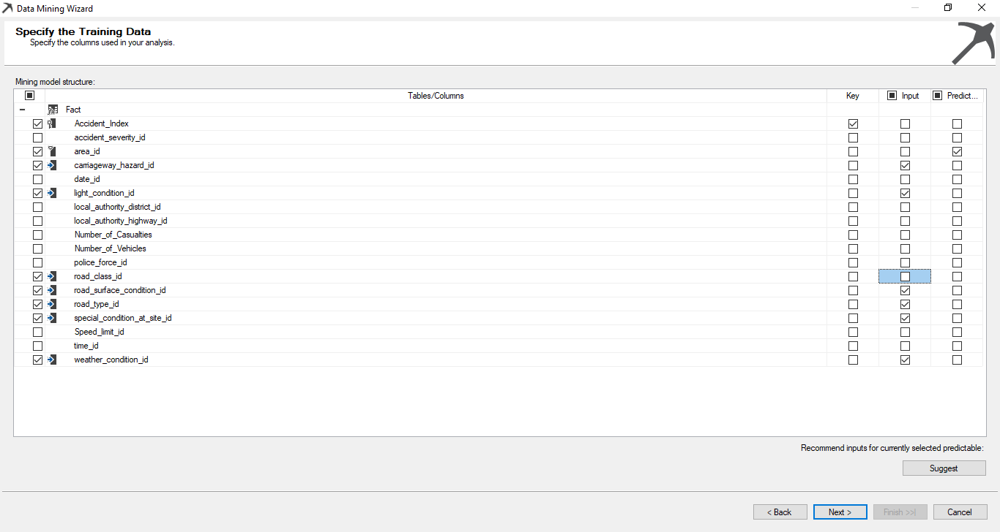 Data Mining Wizard
Specify the Training Data
Specify the columns used in your analysis.
Mining model structure:
Tables/Columns Key Input Predict...
Fact
Accident_Index
accident_severity_id
area_id
carriageway_hazard_id
date_id
light_condition_id
local_authority_district_id
local_authority_highway_id
Number_of_Casualties
Number_of_Vehicles
police_force_id
road_class_id
road_surface_condition_id
road_type_id
special_condition_at_site_id
Speed_limit_id
time_id
weather_condition_id
Recommend inputs for currently selected predictable:
Suggest
< Back Next > Finish >>| Cancel